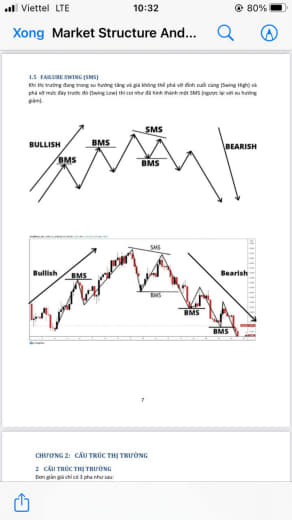 Viettel LTE 10:32 80%
Xong Market Structure And...
1.5 FAILURE SWING (SMS)
Khi thị trường đang trong xu hướng tăng và giá không thể phá vỡ đỉnh cuối cùng (Swing High) và
phá vỡ mức đáy trước đó (Swing Low) thì coi như đã hình thành một SMS (ngược lại với xu hướng
giảm).
SMS
BULLISH BMS BEARISH
BMS BMS
SMS
Bullish BMS Bearish
BMS
BMS
BMS
7
CHƯƠNG 2: CẤU TRÚC THỊ TRƯỜNG
2 CẤU TRÚC THỊ TRƯỜNG
Đơn giản giá chỉ có 3 pha như sau: